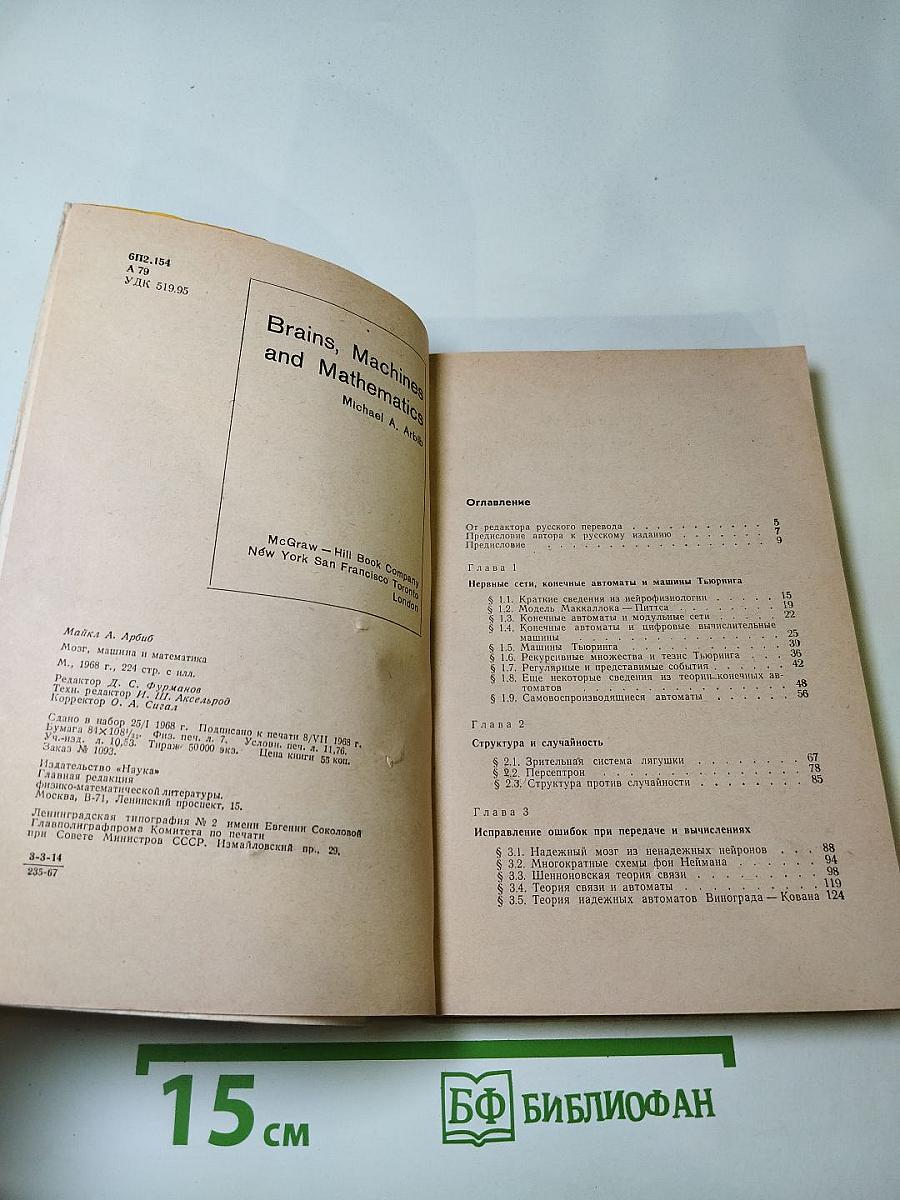 6П2.154
А 79
УДК 519.95
Brains, Machines
and Mathematics
Michael A. Arbib
McGraw — Hill Book Company
New York San Francisco Toronto
London
Майкл А. Арбиб
Мозг, машина и математика
М., 1968 г., 224 стр. с илл.
Редактор Д. С. Фурманов
Техн. редактор И. Ш. Аксельрод
Корректор О. А. Сигал
Сдано в набор 25/I 1968 г. Подписано к печати 8/VII 1968 г.
Бумага 84×108¹/₃₂. Физ. печ. л. 7. Условн. печ. л. 11,76.
Уч.-изд. л. 10,53. Тираж 50000 экз. Цена книги 55 коп.
Заказ № 1093.
Издательство «Наука»
Главная редакция
физико-математической литературы.
Москва, В-71, Ленинский проспект, 15.
Ленинградская типография № 2 имени Евгении Соколовой
Главполиграфпрома Комитета по печати
при Совете Министров СССР. Измайловский пр., 29.
3-3-14
235-67
Оглавление
От редактора русского перевода . . . . . . . . . . . 5
Предисловие автора к русскому изданию . . . . . . . 7
Предисловие . . . . . . . . . . . . . . . . . 9
Глава 1
Нервные сети, конечные автоматы и машины Тьюринга
§ 1.1. Краткие сведения из нейрофизиологии . . . . . 15
§ 1.2. Модель Маккаллока — Питтса . . . . . . . . 19
§ 1.3. Конечные автоматы и модульные сети . . . . . 22
§ 1.4. Конечные автоматы и цифровые вычислительные
машины . . . . . . . . . . . . . . . . 25
§ 1.5. Машины Тьюринга . . . . . . . . . . . . 30
§ 1.6. Рекурсивные множества и тезис Тьюринга . . . . 36
§ 1.7. Регулярные и представимые события . . . . . . 42
§ 1.8. Еще некоторые сведения из теории конечных ав-
томатов . . . . . . . . . . . . . . . . 48
§ 1.9. Самовоспроизводящиеся автоматы . . . . . . . 56
Глава 2
Структура и случайность
§ 2.1. Зрительная система лягушки . . . . . . . . 67
§ 2.2. Персептрон . . . . . . . . . . . . . . . 78
§ 2.3. Структура против случайности . . . . . . . . 85
Глава 3
Исправление ошибок при передаче и вычислениях
§ 3.1. Надежный мозг из ненадежных нейронов . . . 88
§ 3.2. Многократные схемы фон Неймана . . . . . . 94
§ 3.3. Шенноновская теория связи . . . . . . . . . 98
§ 3.4. Теория связи и автоматы . . . . . . . . . . 119
§ 3.5. Теория надежных автоматов Винограда — Кована 124
15 см
БФ БИБЛИОФАН